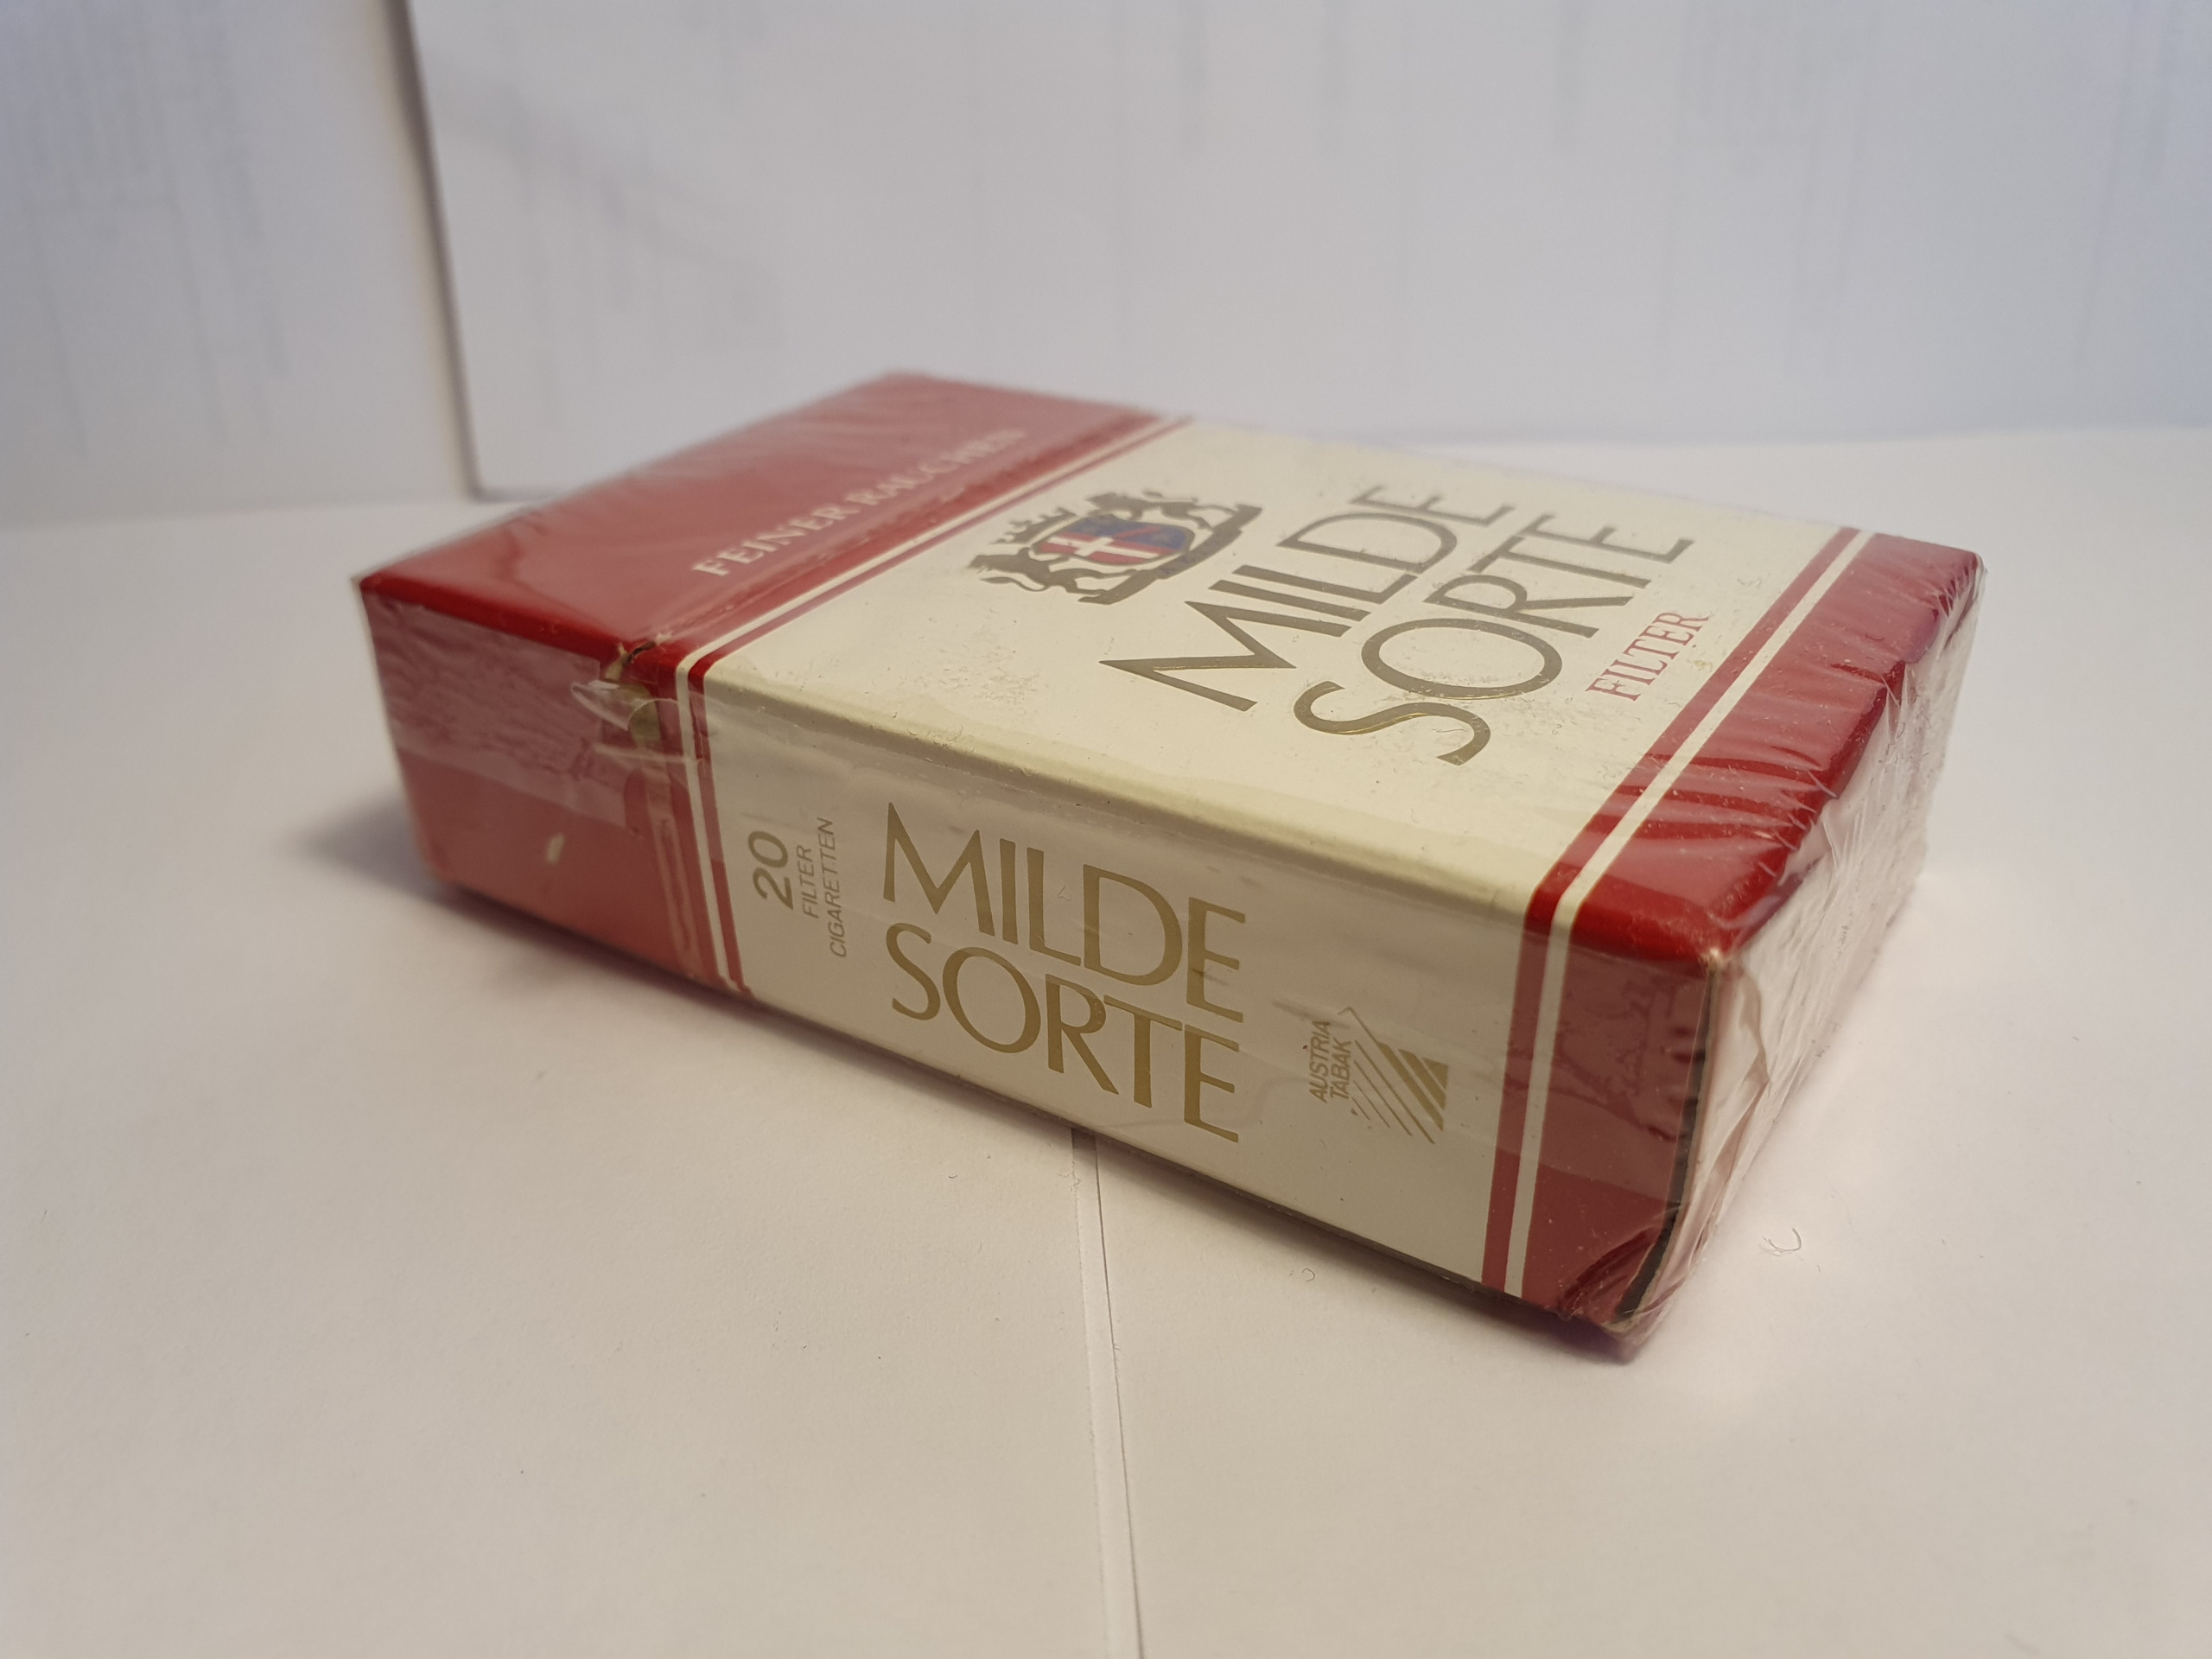 FEINER RAUCHEN
MILDE
SORTE
FILTER
20
FILTER
CIGARETTEN
MILDE
SORTE
AUSTRIA
TABAK